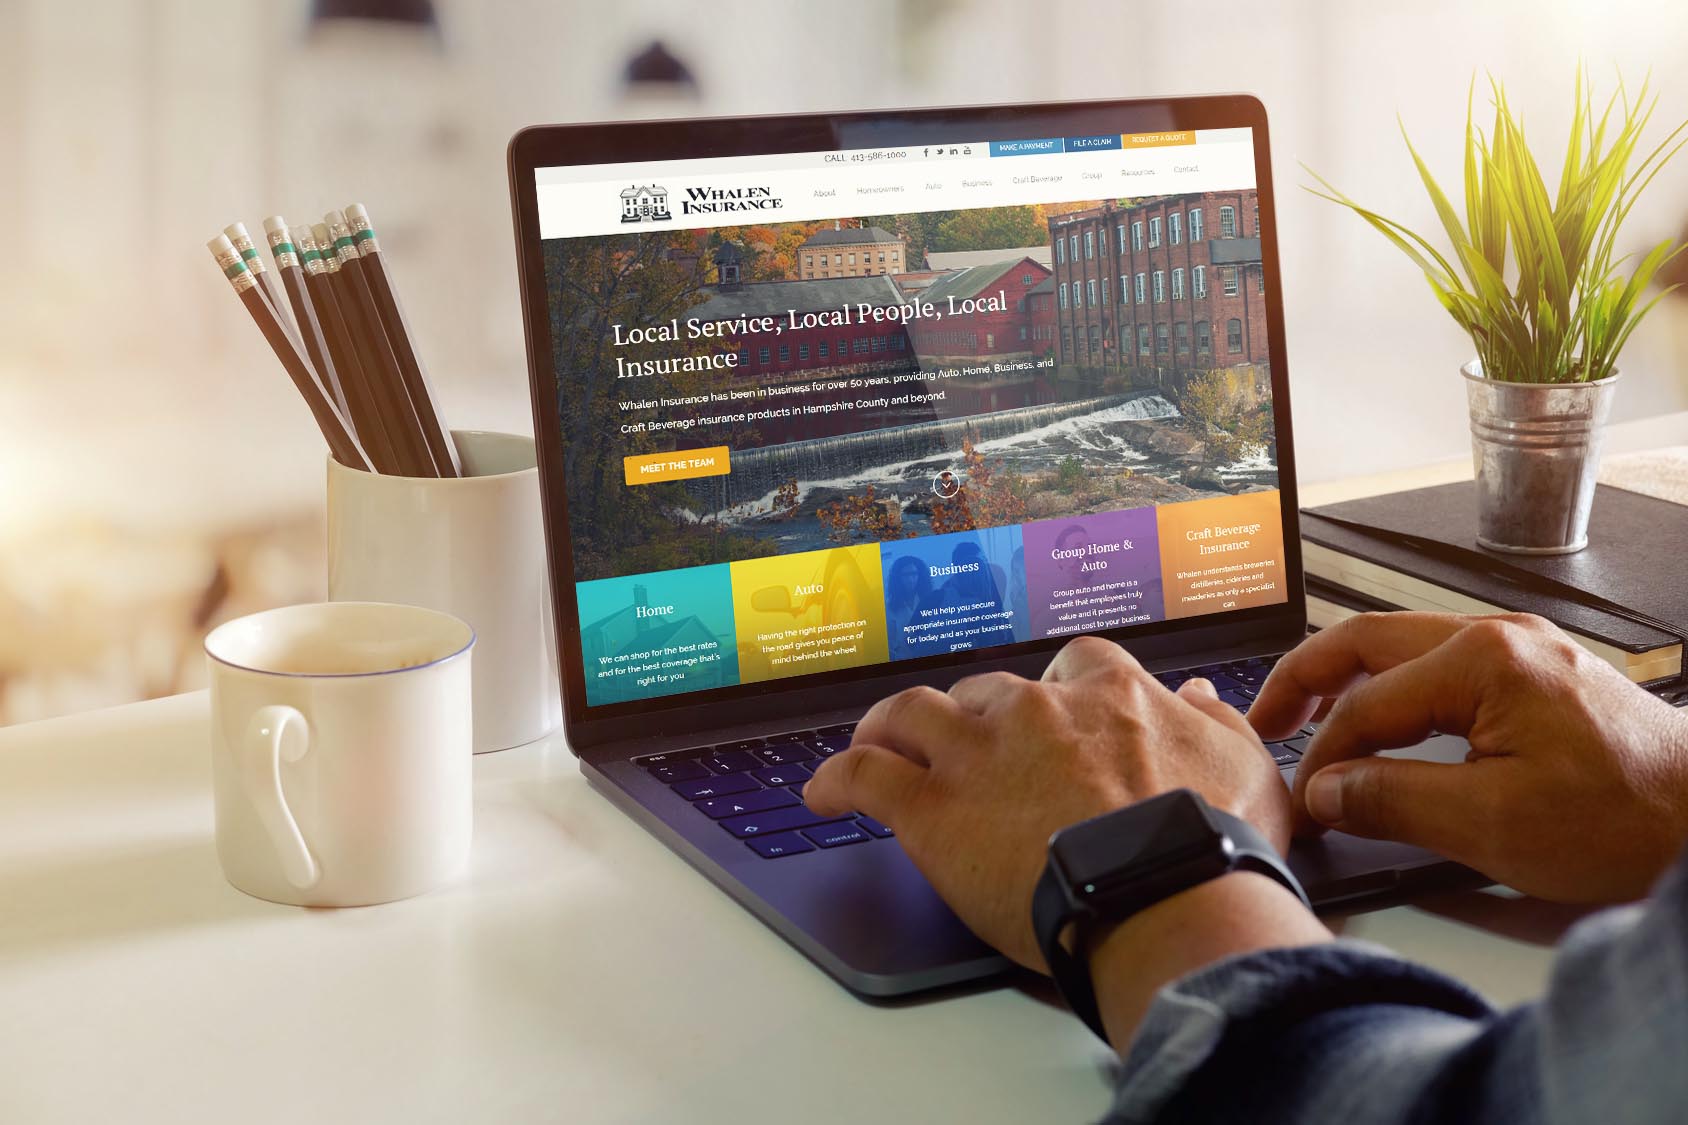 CALL: 413-586-1000
MAKE A PAYMENT
FILE A CLAIM
REQUEST A QUOTE
WHALEN
INSURANCE
About Homeowners Auto Business Craft Beverage Group Resources Contact
Local Service, Local People, Local
Insurance
Whalen Insurance has been in business for over 50 years, providing Auto, Home, Business, and
Craft Beverage insurance products in Hampshire County and beyond.
MEET THE TEAM
Home
We can shop for the best rates
and for the best coverage that's
right for you
Auto
Having the right protection on
the road gives you peace of
mind behind the wheel
Business
We'll help you secure
appropriate insurance coverage
for today and as your business
grows
Group Home &
Auto
Group auto and home is a
benefit that employees truly
value and it presents no
additional cost to your business
Craft Beverage
Insurance
Whalen understands breweries
distilleries, cideries and
meaderies as only a specialist
can.
esc
1
2
3
Q
A
fn
control